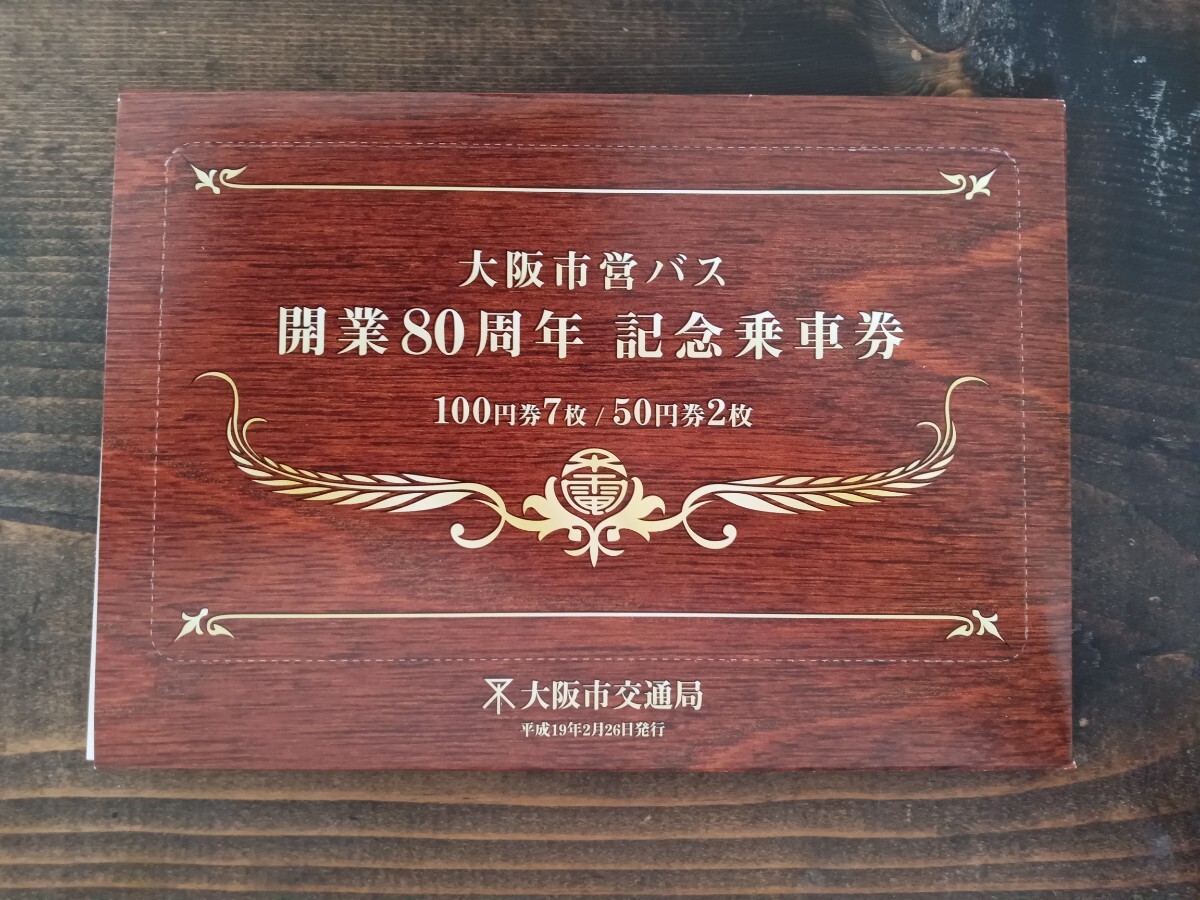 大阪市営バス
開業80周年 記念乗車券
100円券7枚 / 50円券2枚
大阪市交通局
平成19年2月26日発行